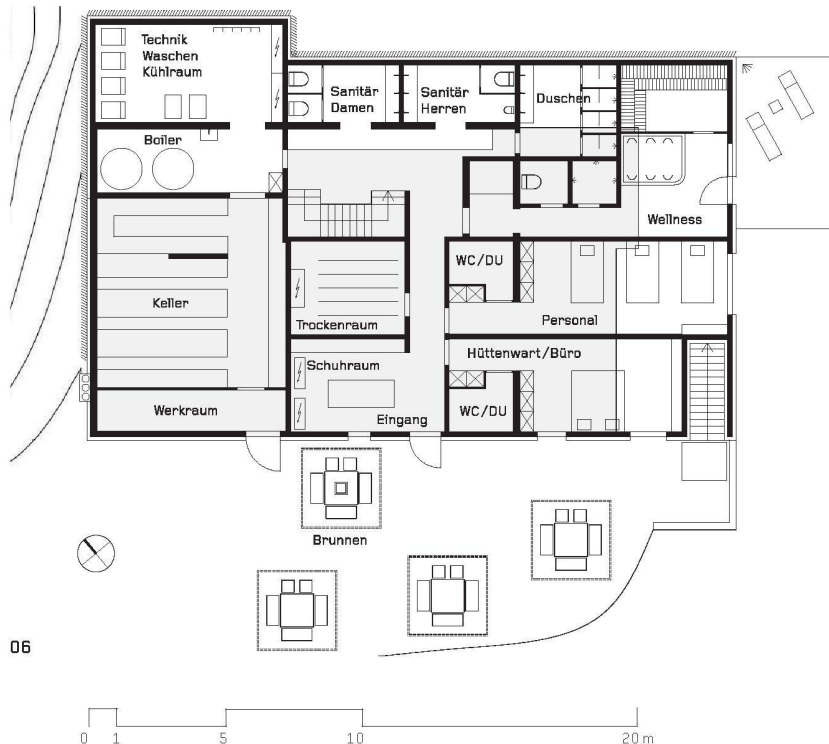 Technik
Waschen
Kühlraum
Sanitär
Damen
Sanitär
Herren
Duschen
Boiler
Wellness
WC/DU
Keller
Trockenraum
Personal
Schuhraum
Hüttenwart/Büro
Werkraum
Eingang
WC/DU
Brunnen
06
0 1 5 10 20 m